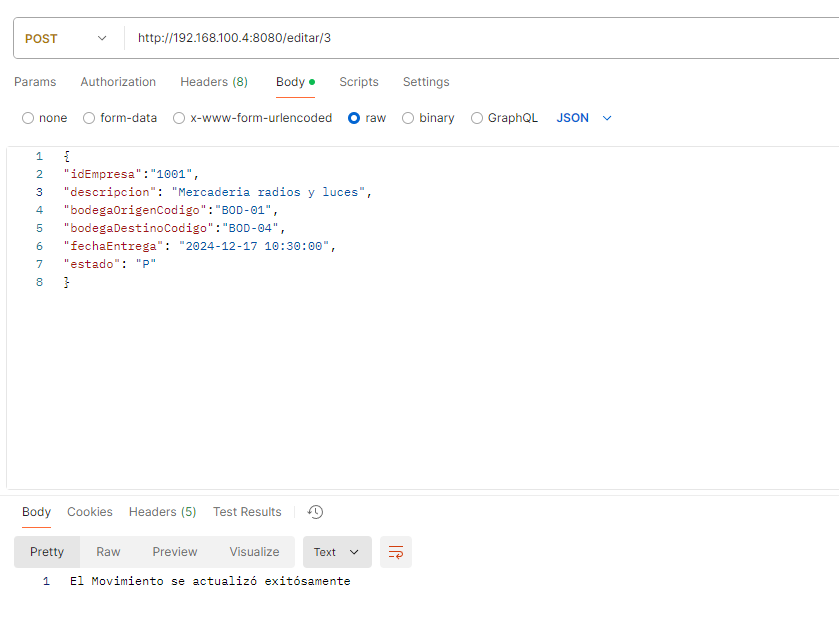 POST http://192.168.100.4:8080/editar/3
Params Authorization Headers (8) Body Scripts Settings
none form-data x-www-form-urlencoded raw binary GraphQL JSON
1 {
2 "idEmpresa":"1001",
3 "descripcion": "Mercaderia radios y luces",
4 "bodegaOrigenCodigo":"BOD-01",
5 "bodegaDestinoCodigo":"BOD-04",
6 "fechaEntrega": "2024-12-17 10:30:00",
7 "estado": "P"
8 }
Body Cookies Headers (5) Test Results
Pretty Raw Preview Visualize Text
1 El Movimiento se actualizó exitósamente